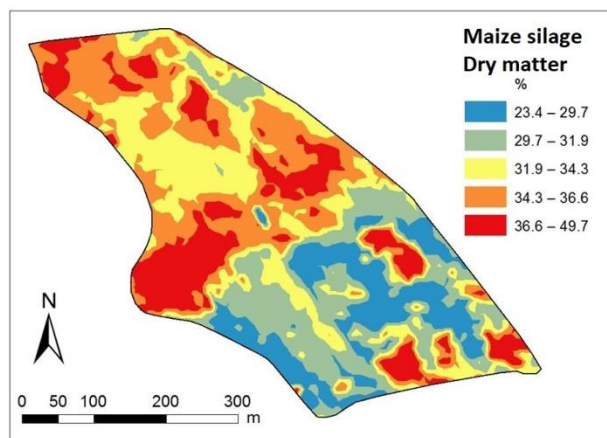 Maize silage
Dry matter
%
23.4 – 29.7
29.7 – 31.9
31.9 – 34.3
34.3 – 36.6
36.6 – 49.7
N
0 50 100 200 300
m